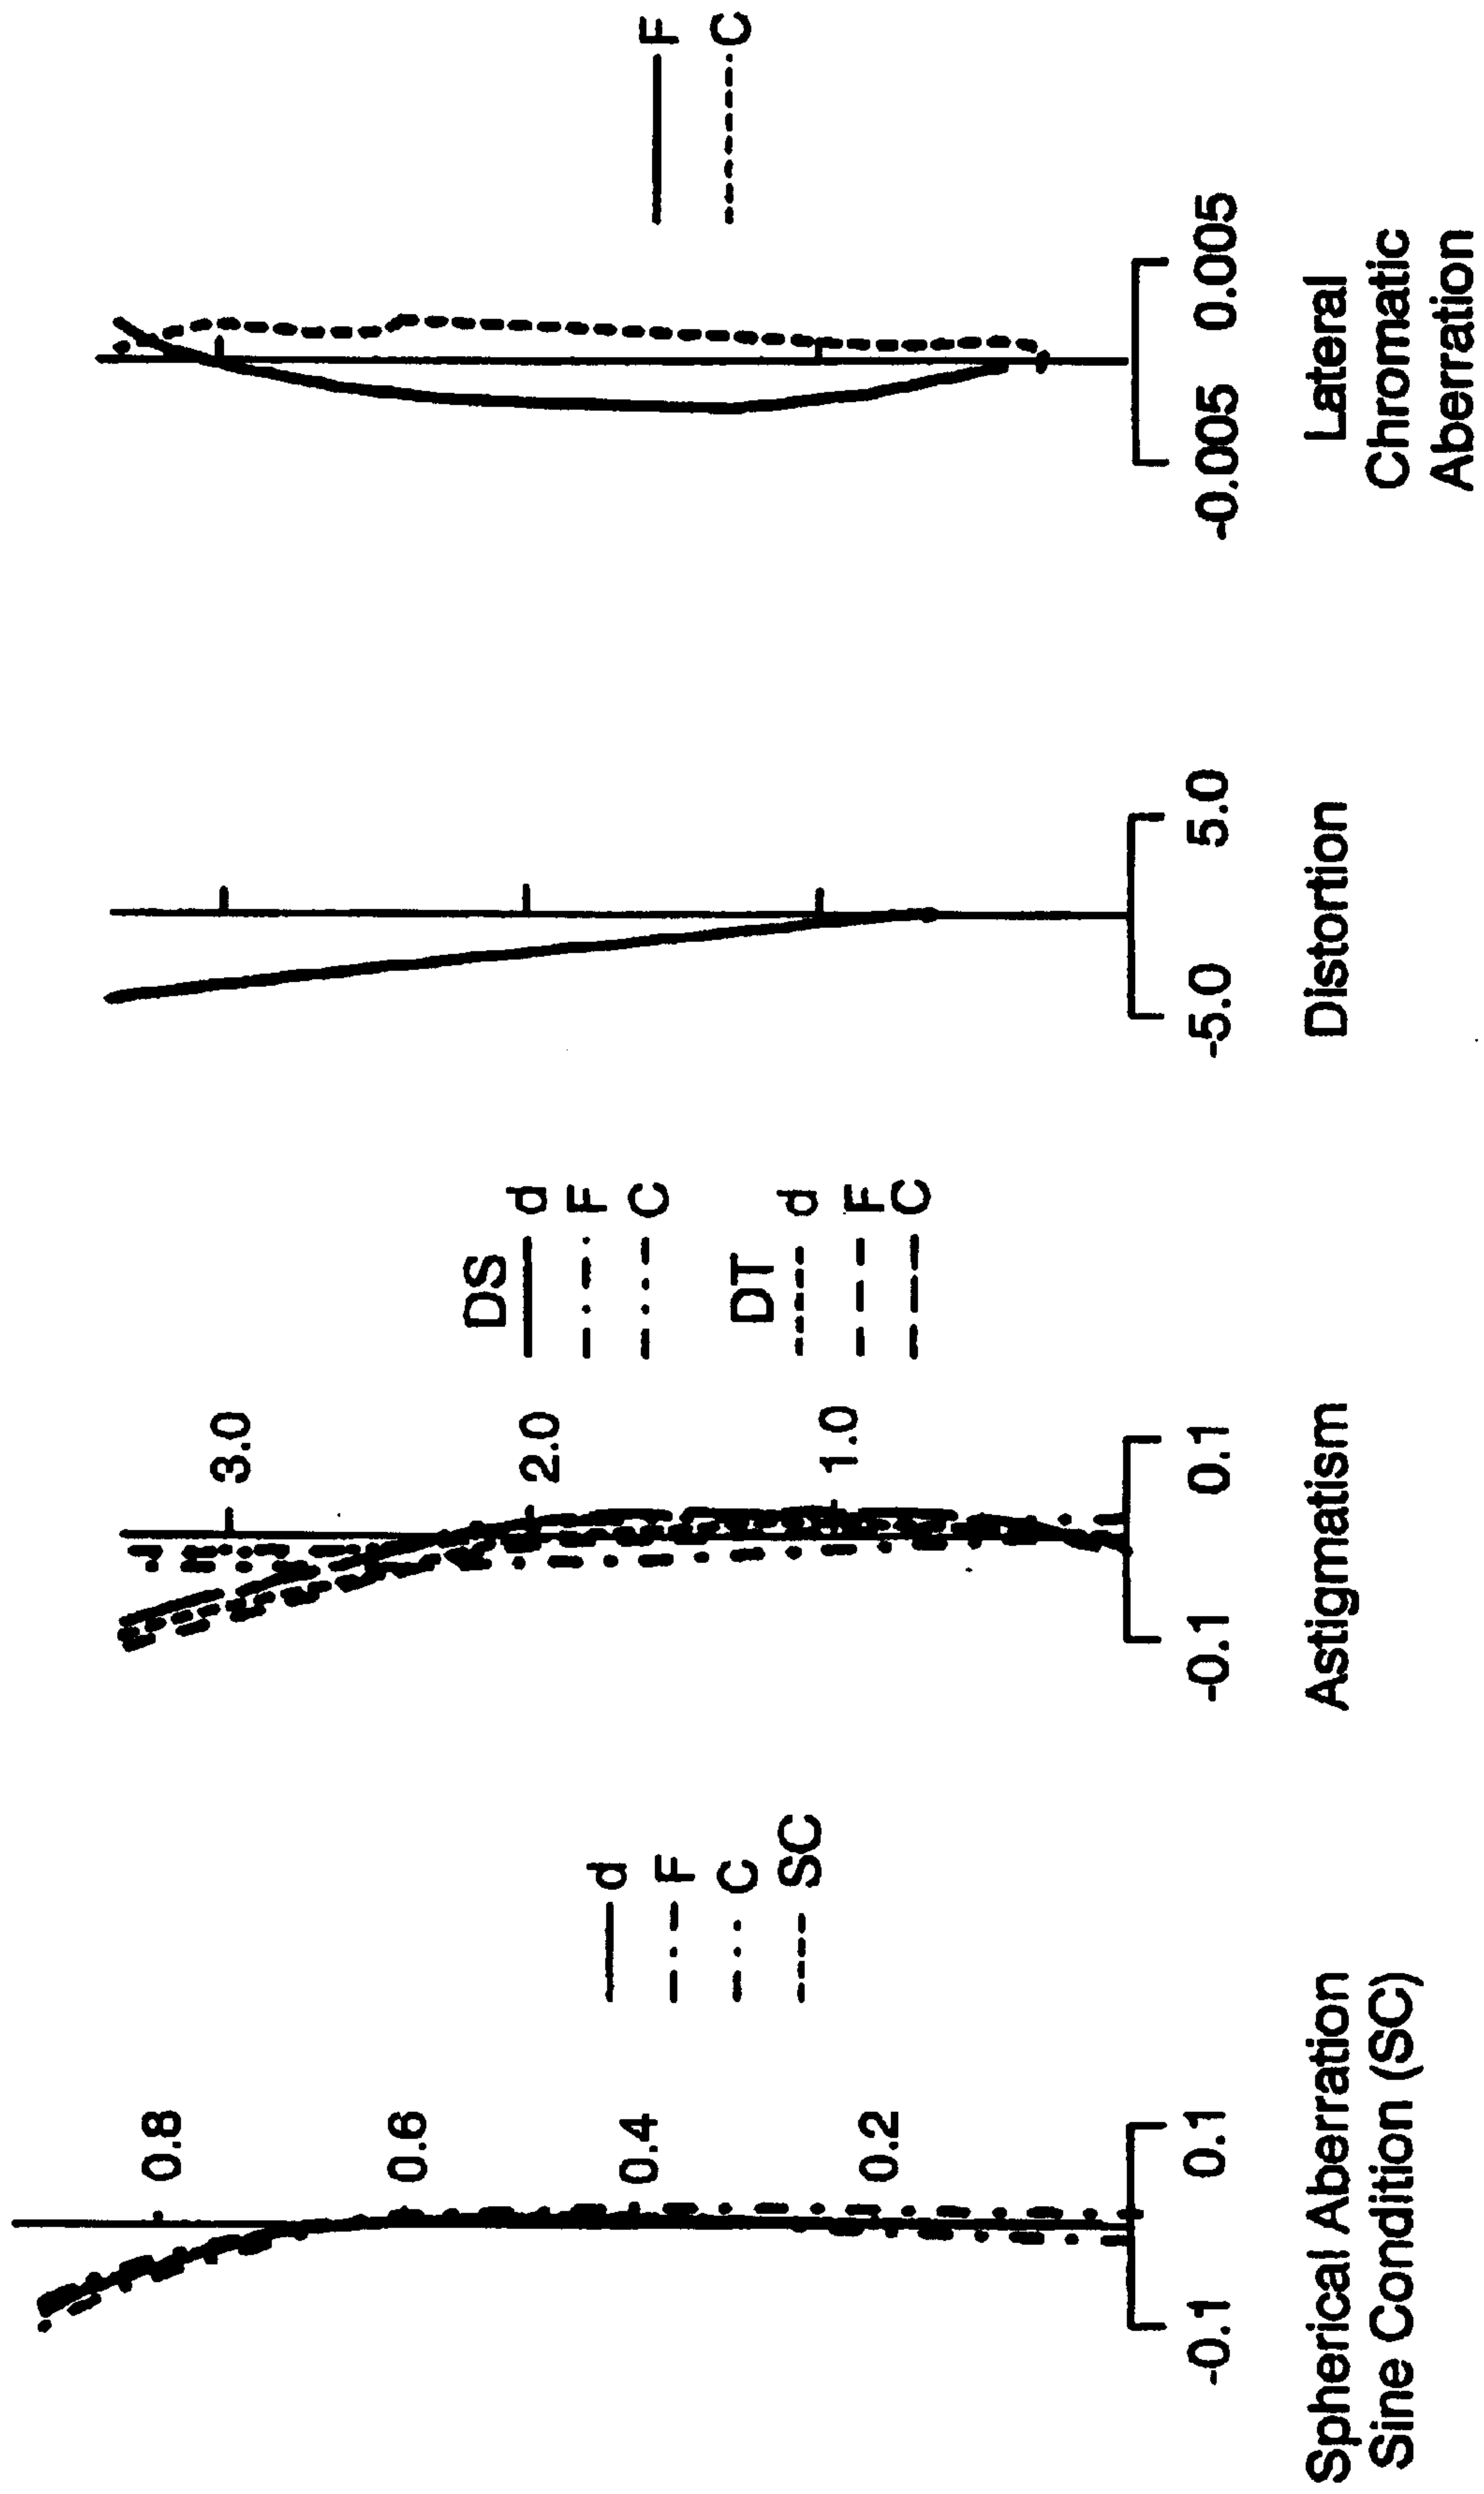 0.8
0.6
0.4
0.2
d
F
C
SC
-0.1 0.1
Spherical Aberration
Sine Condition (SC)
3.0
2.0
1.0
DS
d
F
C
DT
d
F
C
-0.1 0.1
Astigmatism
-5.0 5.0
Distortion
F
C
-0.005 0.005
Lateral
Chromatic
Aberration